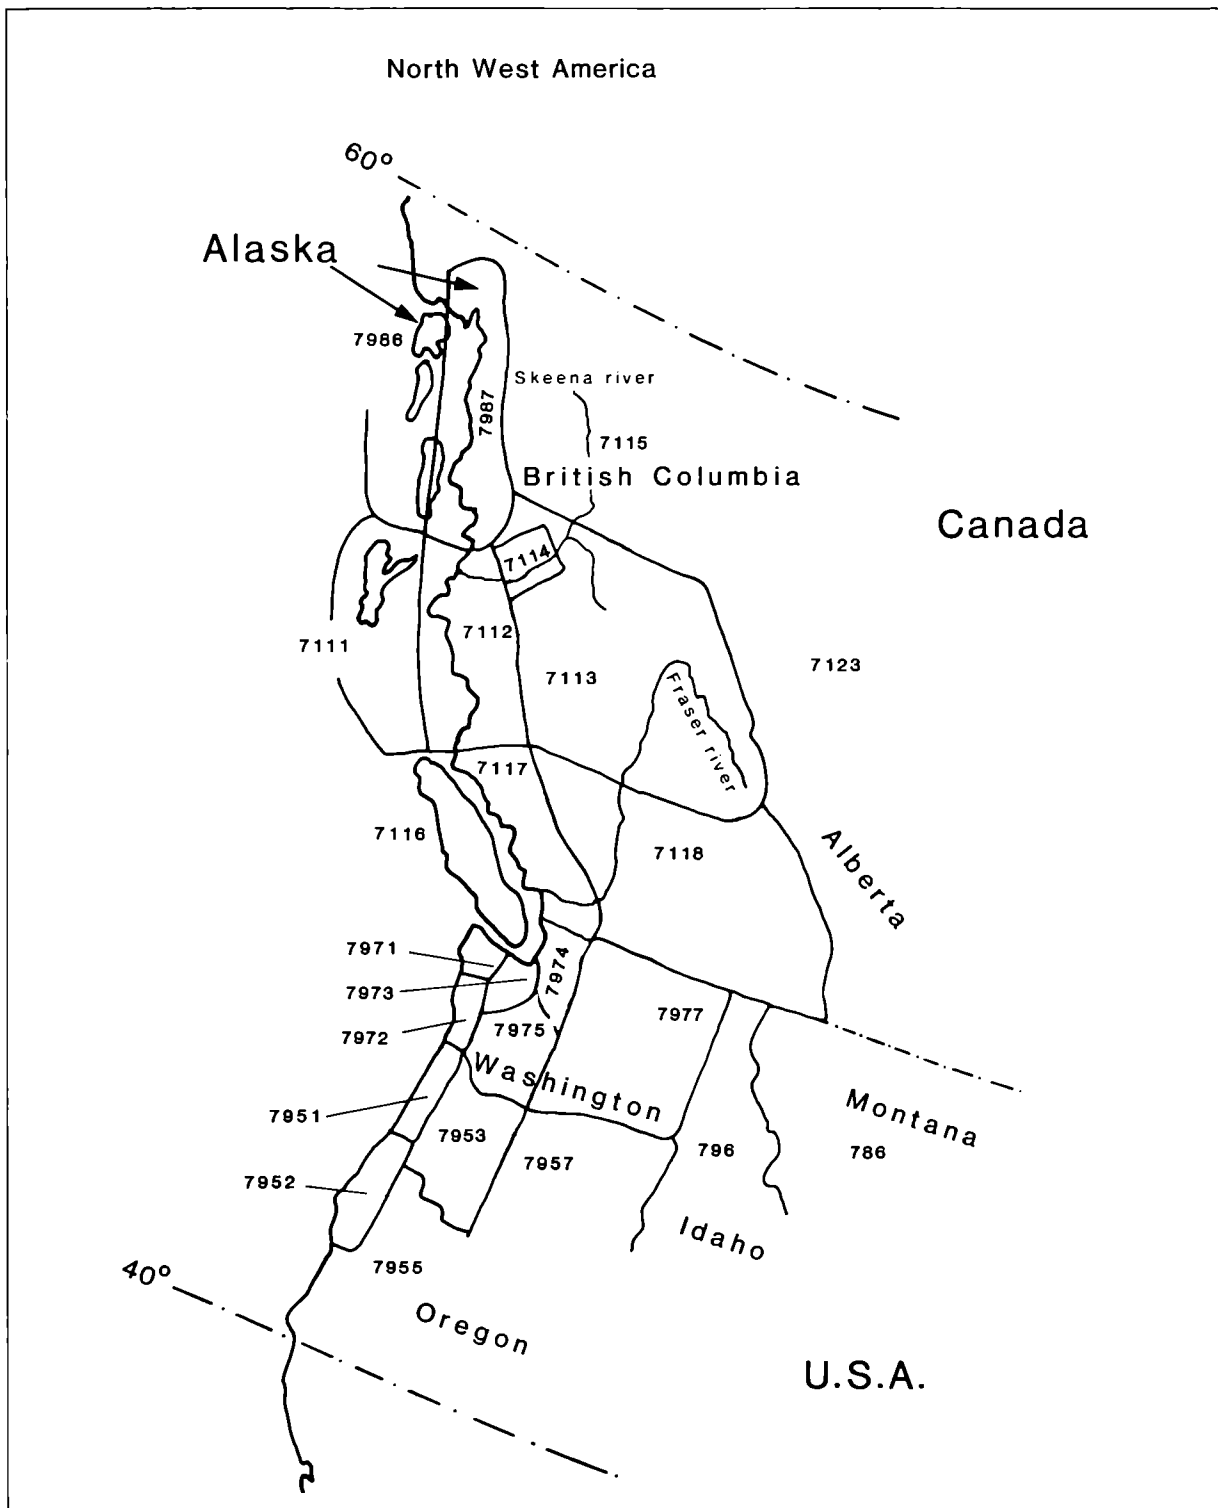 North West America
60°
Alaska
7986
Skeena river
7987
7115
British Columbia
Canada
7114
7111
7112
7113
7123
Fraser river
7117
7116
7118
Alberta
7971
7974
7973
7972
7975
7977
Washington
7951
7953
7957
796
Montana
786
7952
Idaho
7955
40°
Oregon
U.S.A.